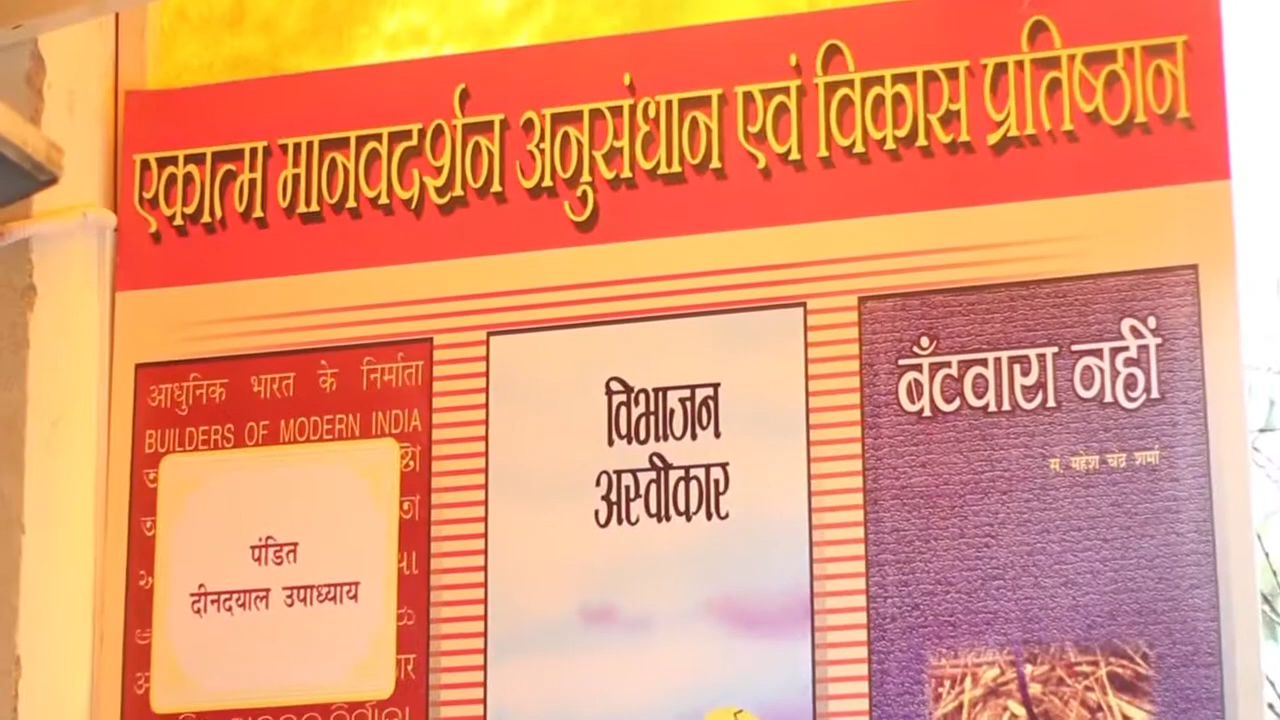 एकात्म मानवदर्शन अनुसंधान एवं विकास प्रतिष्ठान
आधुनिक भारत के निर्माता
BUILDERS OF MODERN INDIA
पंडित
दीनदयाल उपाध्याय
विभाजन
अस्वीकार
बँटवारा नहीं
म. महेश चंद्र शर्मा